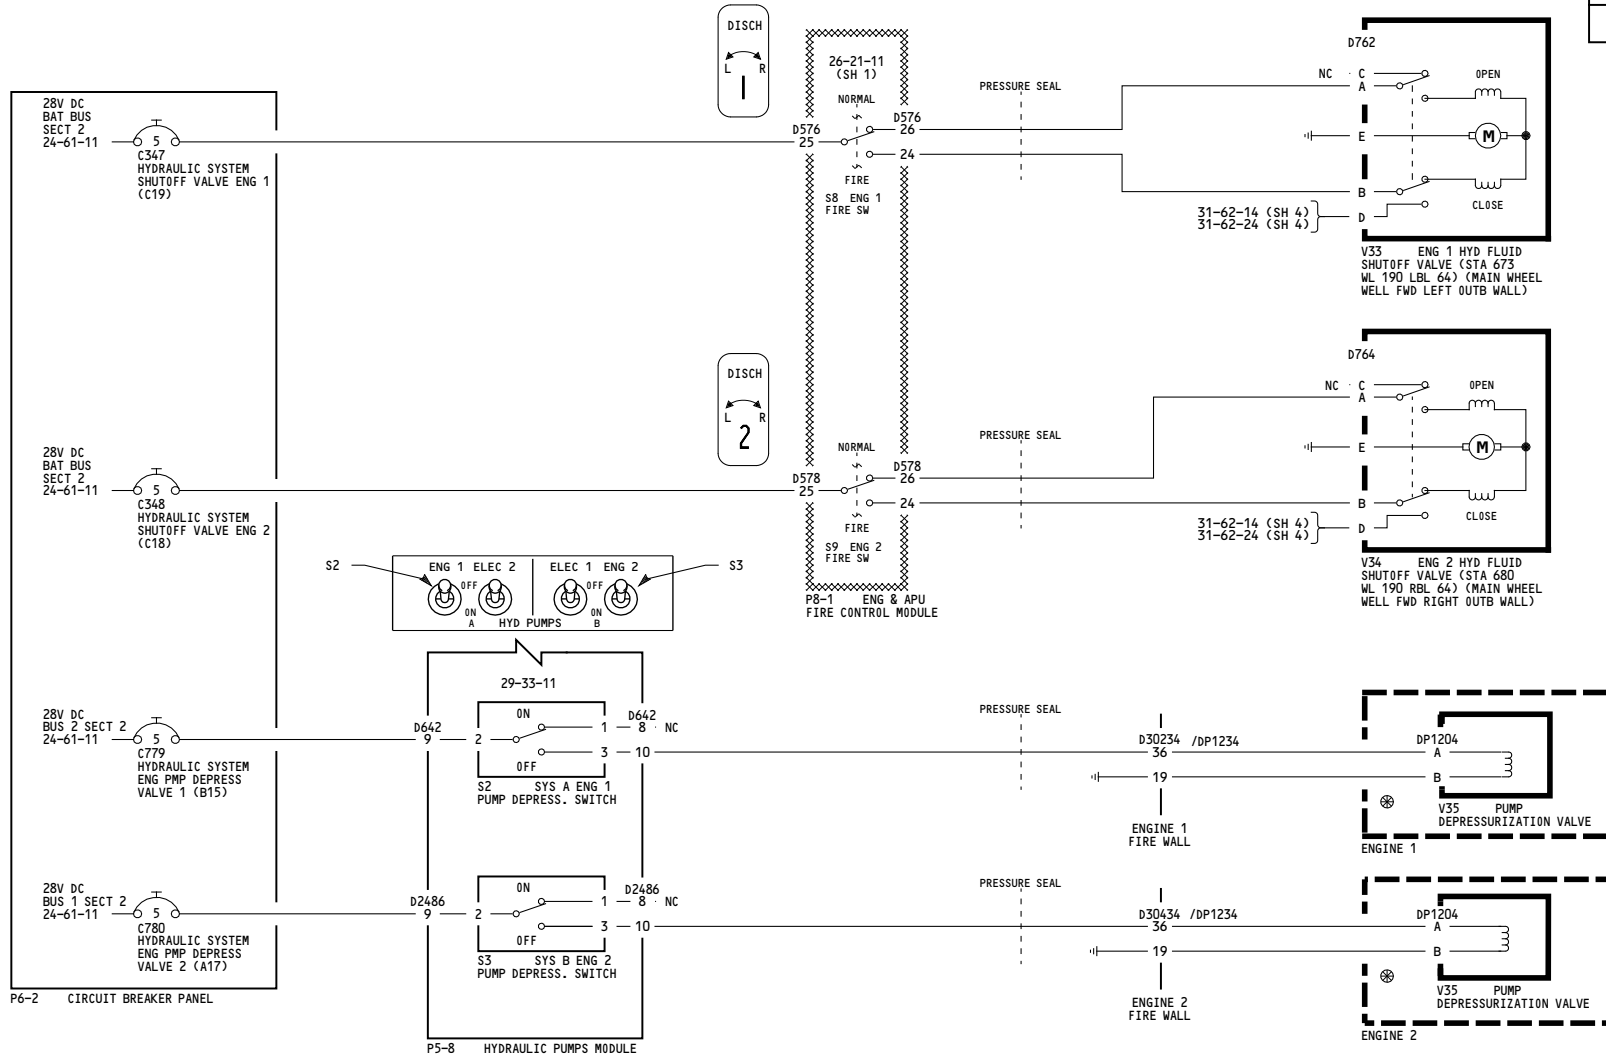 DISCH
L R
1
26-21-11
(SH 1)
NORMAL
D576
25
D576
26
24
FIRE
S8 ENG 1
FIRE SW
PRESSURE SEAL
28V DC
BAT BUS
SECT 2
24-61-11
5
C347
HYDRAULIC SYSTEM
SHUTOFF VALVE ENG 1
(C19)
D762
NC C
A
OPEN
E
M
B
CLOSE
D
31-62-14 (SH 4)
31-62-24 (SH 4)
V33 ENG 1 HYD FLUID
SHUTOFF VALVE (STA 673
WL 190 LBL 64) (MAIN WHEEL
WELL FWD LEFT OUTB WALL)
DISCH
L R
2
28V DC
BAT BUS
SECT 2
24-61-11
5
C348
HYDRAULIC SYSTEM
SHUTOFF VALVE ENG 2
(C18)
NORMAL
D578
25
D578
26
24
FIRE
S9 ENG 2
FIRE SW
P8-1 ENG & APU
FIRE CONTROL MODULE
PRESSURE SEAL
D764
NC C
A
OPEN
E
M
B
CLOSE
D
31-62-14 (SH 4)
31-62-24 (SH 4)
V34 ENG 2 HYD FLUID
SHUTOFF VALVE (STA 680
WL 190 RBL 64) (MAIN WHEEL
WELL FWD RIGHT OUTB WALL)
S2
ENG 1 ELEC 2
OFF
ON
A
ELEC 1 ENG 2
OFF
ON
B
HYD PUMPS
S3
29-33-11
28V DC
BUS 2 SECT 2
24-61-11
5
C779
HYDRAULIC SYSTEM
ENG PMP DEPRESS
VALVE 1 (B15)
D642
9
2
ON
OFF
1
3
D642
8 NC
10
S2 SYS A ENG 1
PUMP DEPRESS. SWITCH
PRESSURE SEAL
D30234 /DP1234
36
19
ENGINE 1
FIRE WALL
DP1204
A
B
V35 PUMP
DEPRESSURIZATION VALVE
ENGINE 1
28V DC
BUS 1 SECT 2
24-61-11
5
C780
HYDRAULIC SYSTEM
ENG PMP DEPRESS
VALVE 2 (A17)
D2486
9
2
ON
OFF
1
3
D2486
8 NC
10
S3 SYS B ENG 2
PUMP DEPRESS. SWITCH
PRESSURE SEAL
D30434 /DP1234
36
19
ENGINE 2
FIRE WALL
DP1204
A
B
V35 PUMP
DEPRESSURIZATION VALVE
ENGINE 2
P6-2 CIRCUIT BREAKER PANEL
P5-8 HYDRAULIC PUMPS MODULE